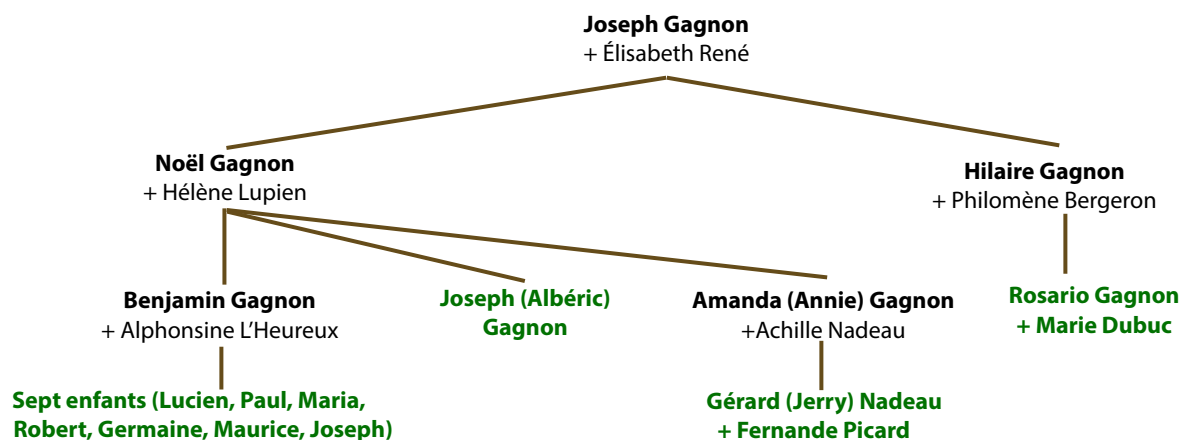 Joseph Gagnon
+ Élisabeth René
Noël Gagnon
+ Hélène Lupien
Hilaire Gagnon
+ Philomène Bergeron
Benjamin Gagnon
+ Alphonsine L'Heureux
Joseph (Albéric)
Gagnon
Amanda (Annie) Gagnon
+Achille Nadeau
Rosario Gagnon
+ Marie Dubuc
Sept enfants (Lucien, Paul, Maria,
Robert, Germaine, Maurice, Joseph)
Gérard (Jerry) Nadeau
+ Fernande Picard